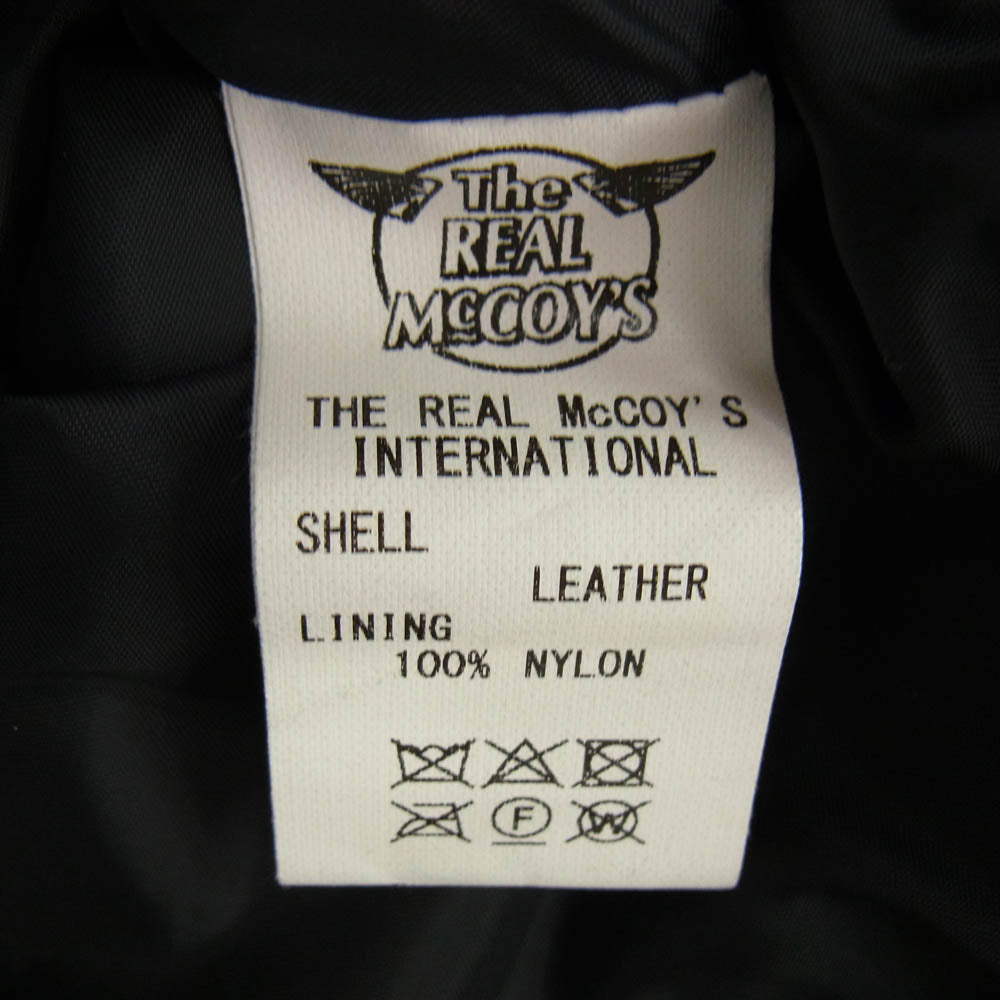 The
REAL
McCOY'S
THE REAL McCOY'S
INTERNATIONAL
SHELL
LEATHER
LINING
100% NYLON
F
W